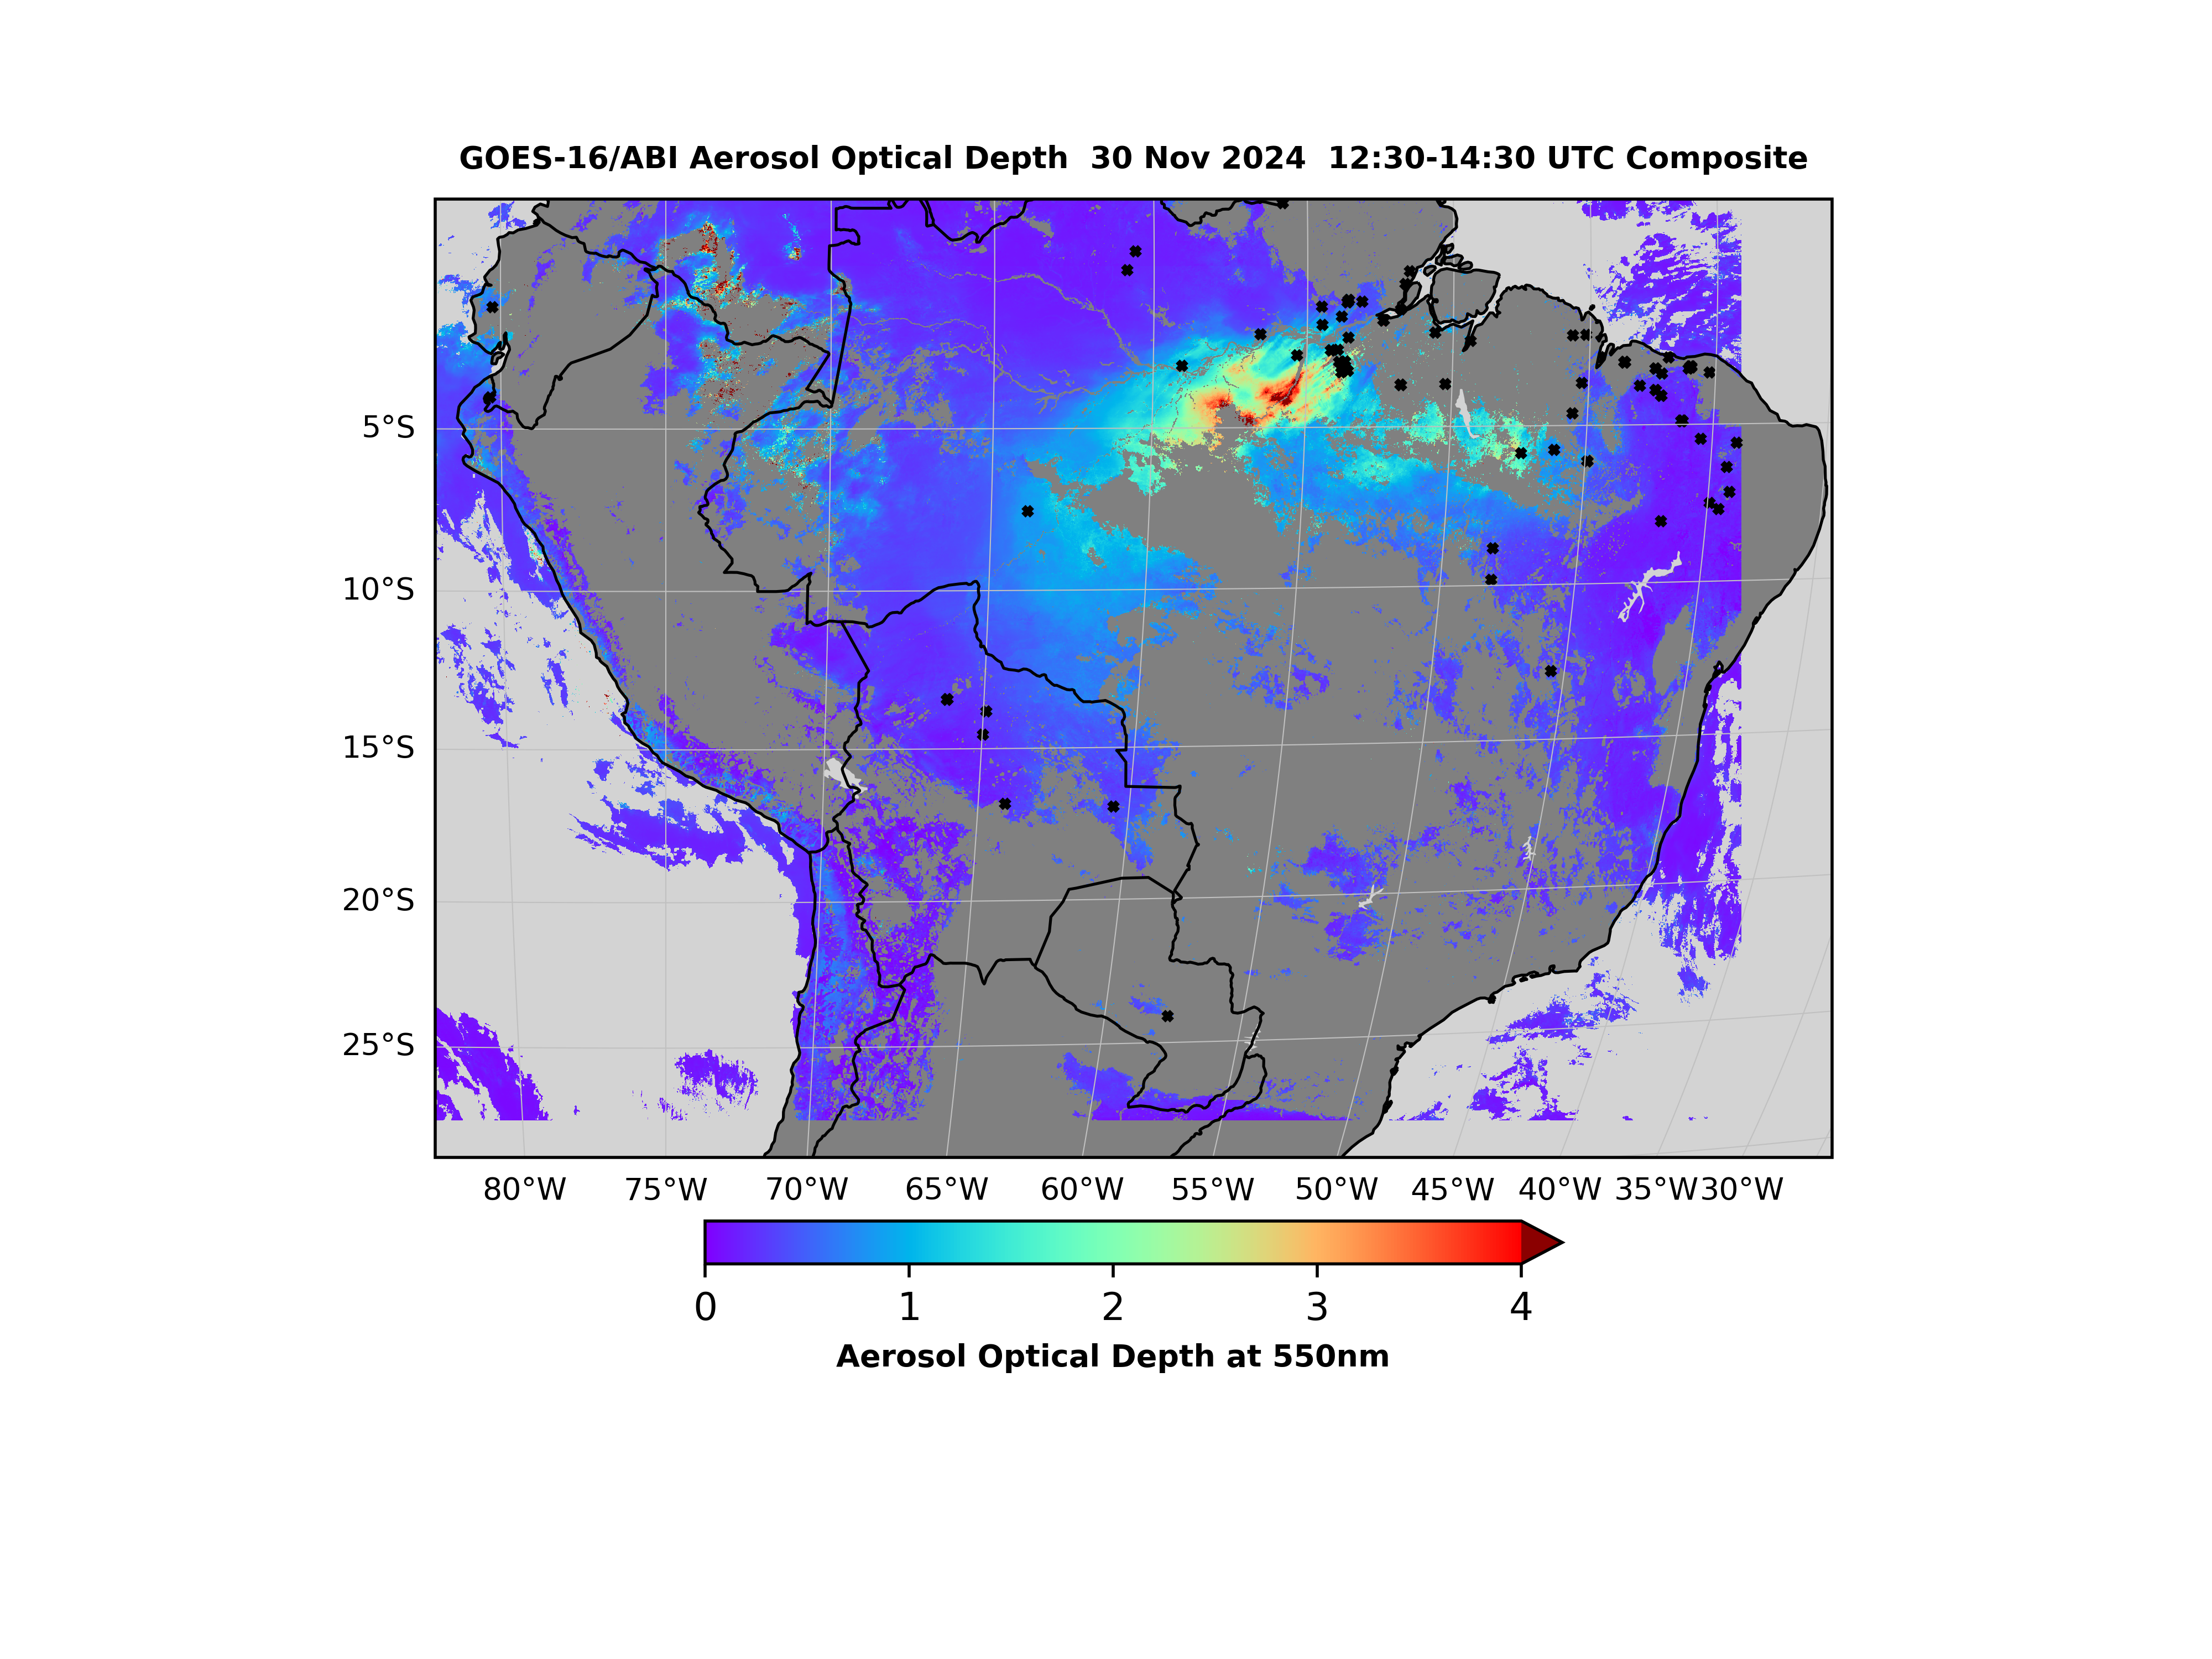 GOES-16/ABI Aerosol Optical Depth  30 Nov 2024  12:30-14:30 UTC Composite
5°S
10°S
15°S
20°S
25°S
80°W 75°W 70°W 65°W 60°W 55°W 50°W 45°W 40°W 35°W 30°W
0 1 2 3 4
Aerosol Optical Depth at 550nm